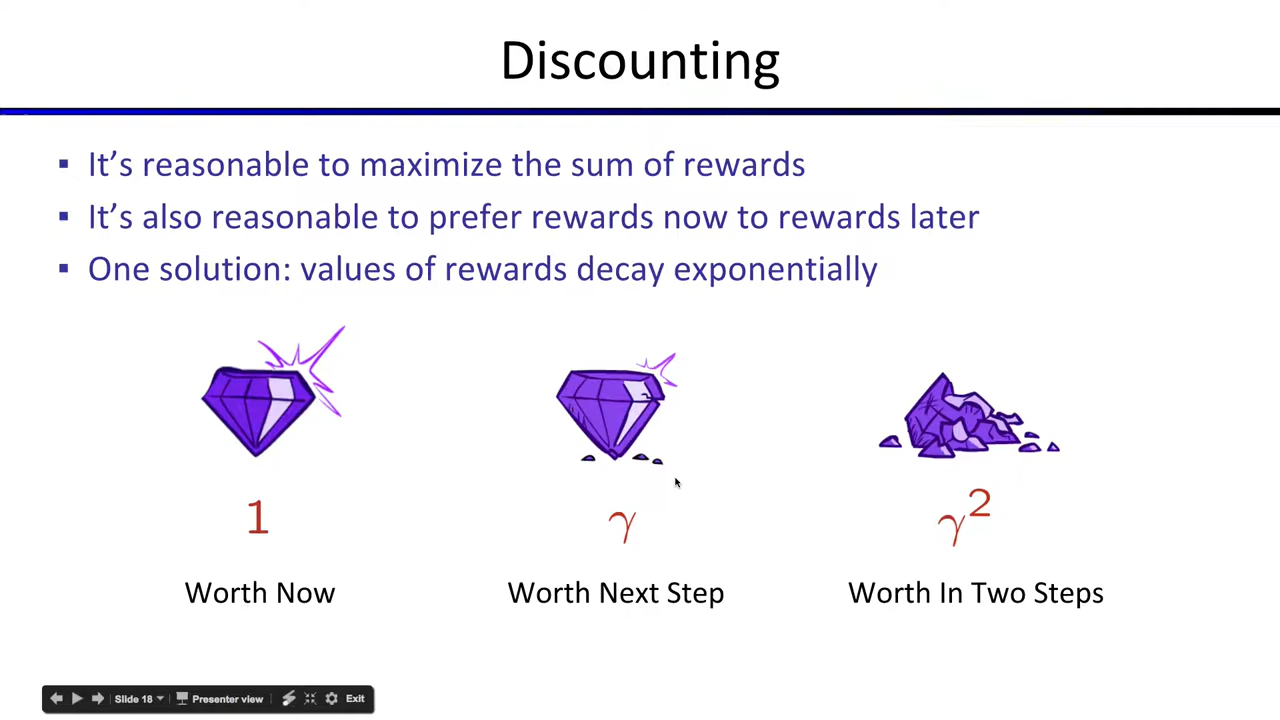 Discounting
▪ It's reasonable to maximize the sum of rewards
▪ It's also reasonable to prefer rewards now to rewards later
▪ One solution: values of rewards decay exponentially
1 γ γ²
Worth Now Worth Next Step Worth In Two Steps
Slide 18 Presenter view Exit